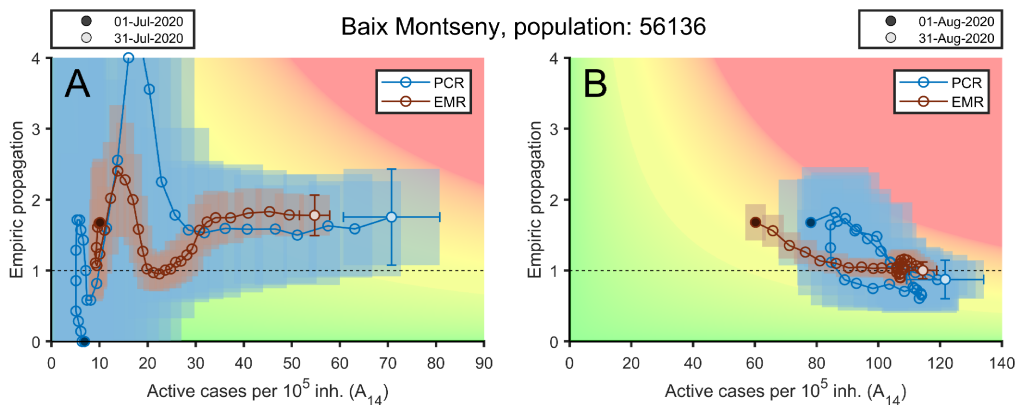 Baix Montseny, population: 56136
01-Jul-2020
31-Jul-2020
01-Aug-2020
31-Aug-2020
A
PCR
EMR
Empiric propagation
4
3
2
1
0
0 10 20 30 40 50 60 70 80 90
Active cases per 10⁵ inh. (A₁₄)
B
PCR
EMR
Empiric propagation
4
3
2
1
0
0 20 40 60 80 100 120 140
Active cases per 10⁵ inh. (A₁₄)